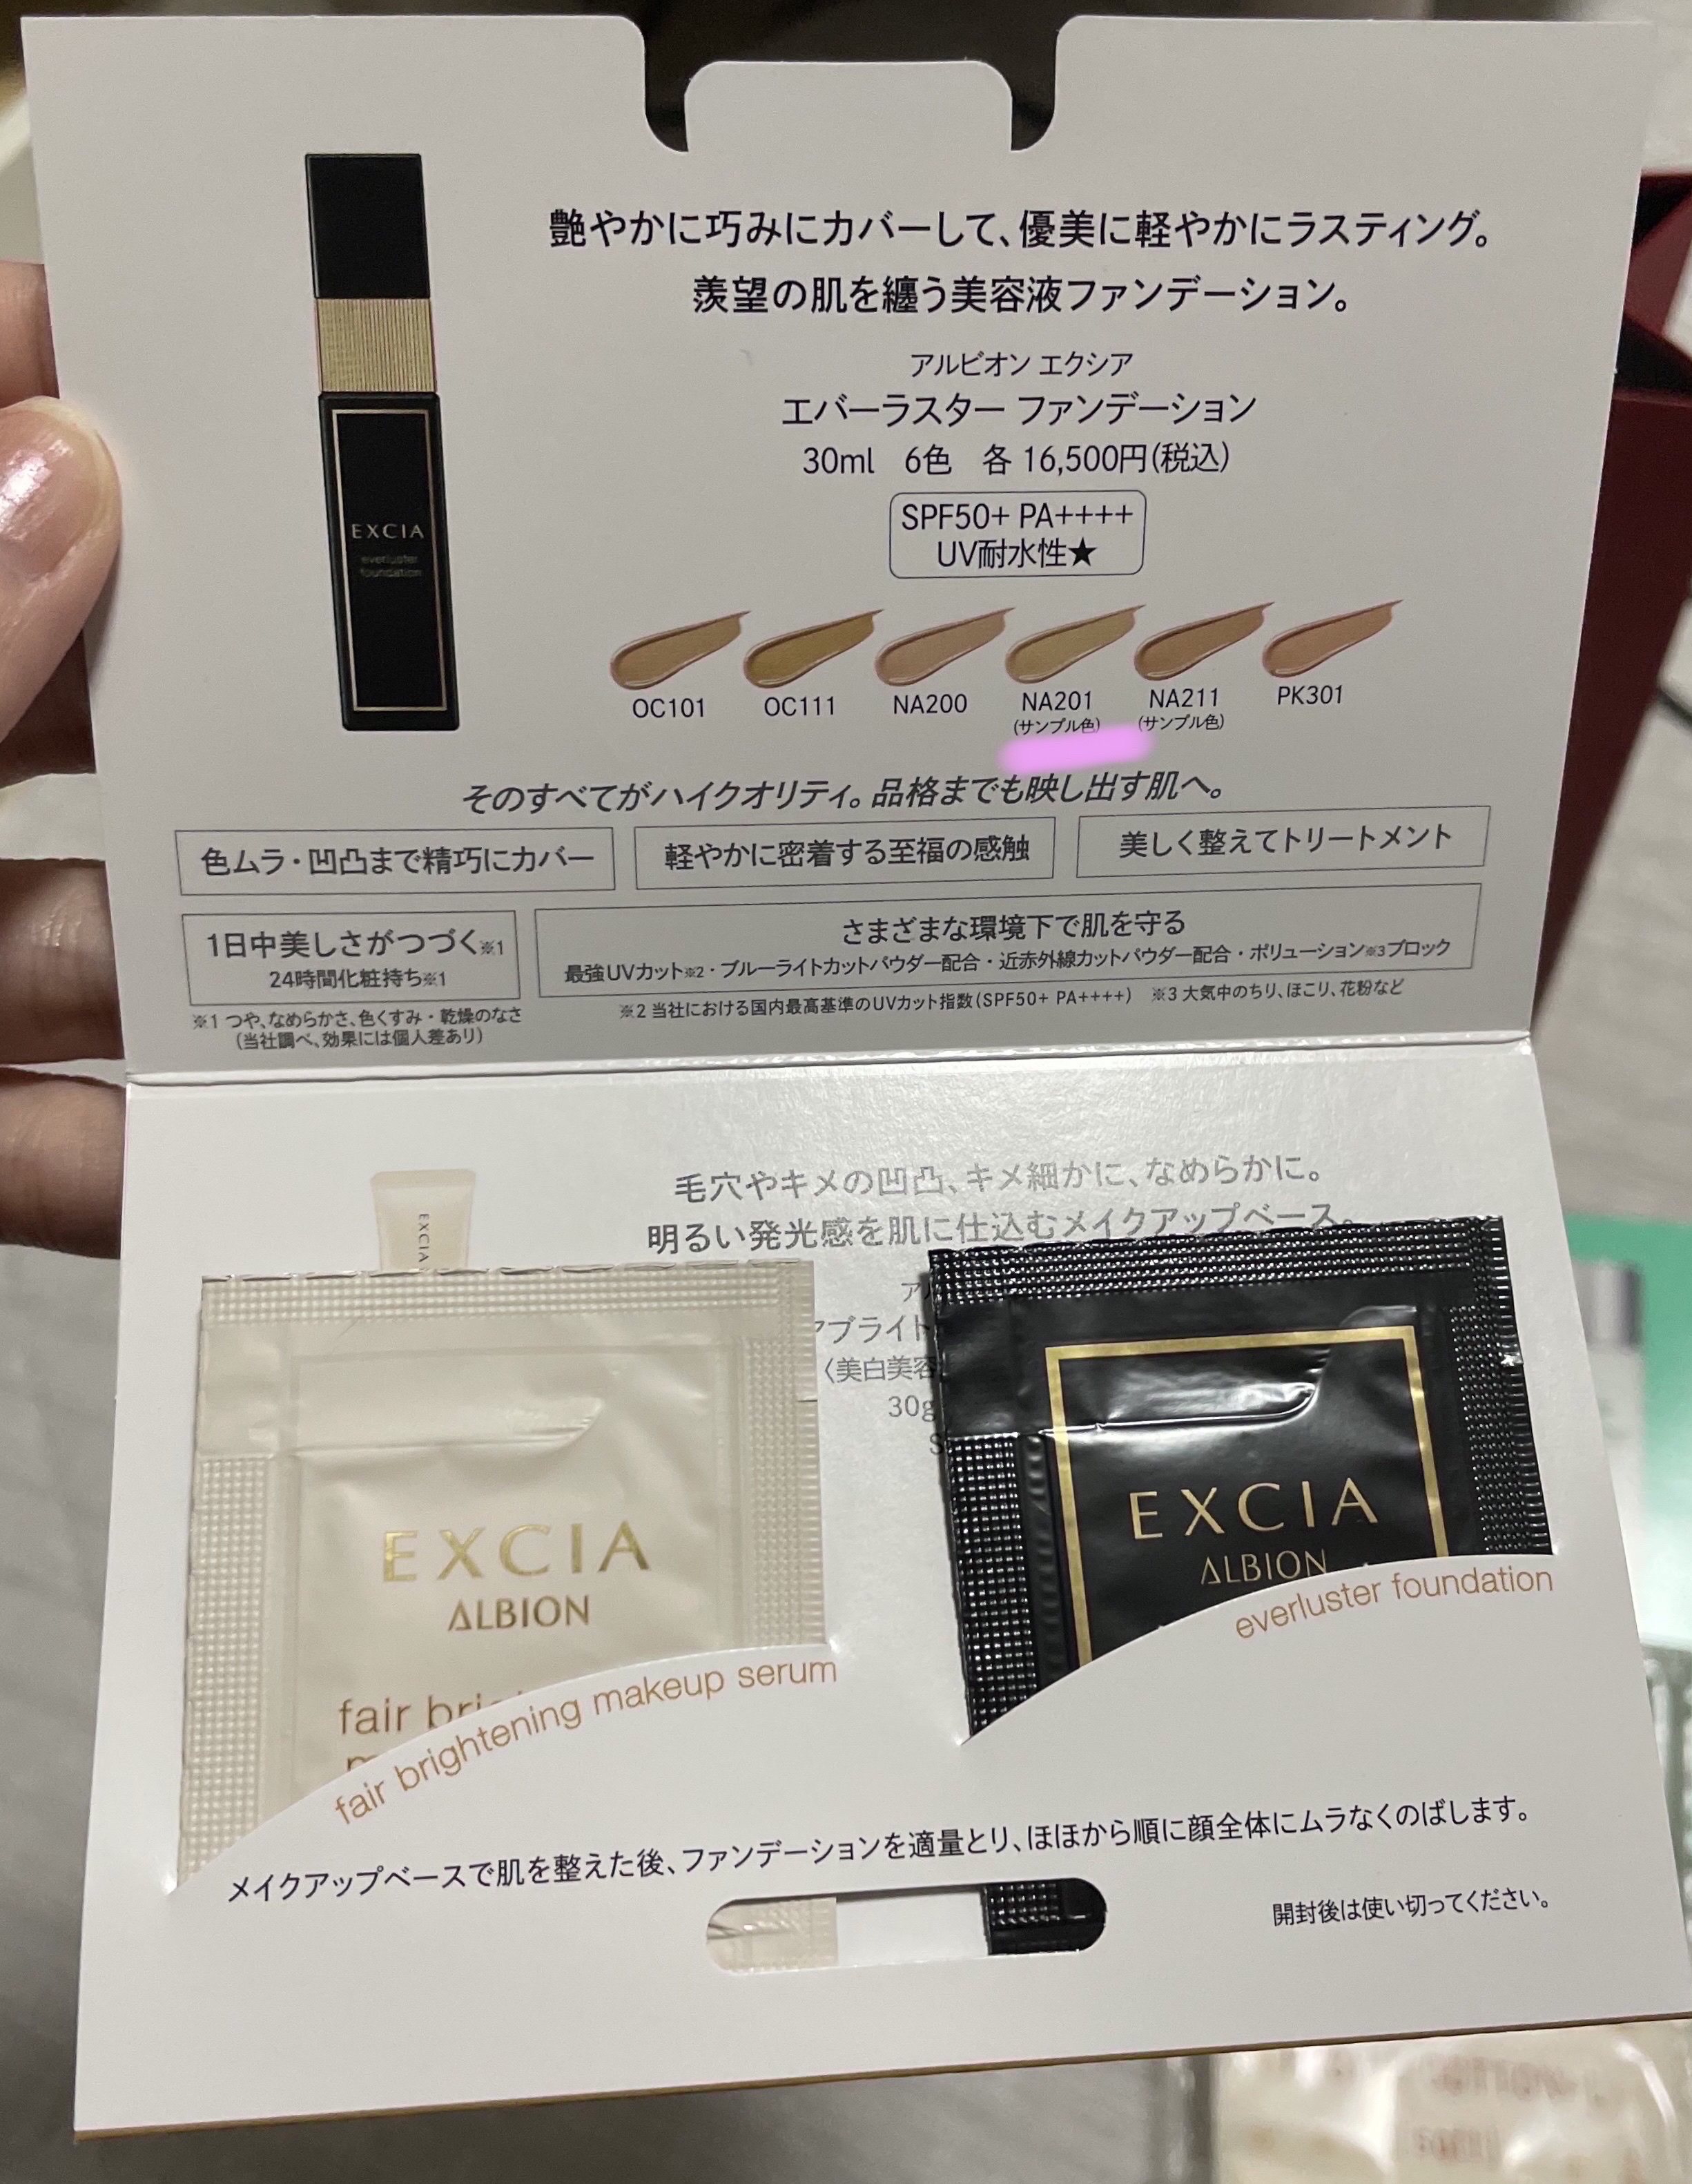 艶やかに巧みにカバーして、優美に軽やかにラスティング。
羨望の肌を纏う美容液ファンデーション。
アルビオン エクシア
エバーラスター ファンデーション
30ml 6色 各 16,500円(税込)
SPF50+ PA++++
UV耐水性★
EXCIA
everluster
foundation
OC101 OC111 NA200 NA201 NA211 PK301
(サンプル色) (サンプル色)
そのすべてがハイクオリティ。品格までも映し出す肌へ。
色ムラ・凹凸まで精巧にカバー
軽やかに密着する至福の感触
美しく整えてトリートメント
1日中美しさがつづく※1
24時間化粧持ち※1
さまざまな環境下で肌を守る
最強UVカット※2・ブルーライトカットパウダー配合・近赤外線カットパウダー配合・ポリューション※3ブロック
※1 つや、なめらかさ、色くすみ・乾燥のなさ
(当社調べ、効果には個人差あり)
※2 当社における国内最高基準のUVカット指数(SPF50+ PA++++) ※3 大気中のちり、ほこり、花粉など
毛穴やキメの凹凸、キメ細かに、なめらかに。
明るい発光感を肌に仕込むメイクアップベース。
EXCIA
ブライト
〈美白美容
30g
EXCIA
ALBION
fair
EXCIA
ALBION
fair brightening makeup serum
everluster foundation
メイクアップベースで肌を整えた後、ファンデーションを適量とり、ほほから順に顔全体にムラなくのばします。
開封後は使い切ってください。